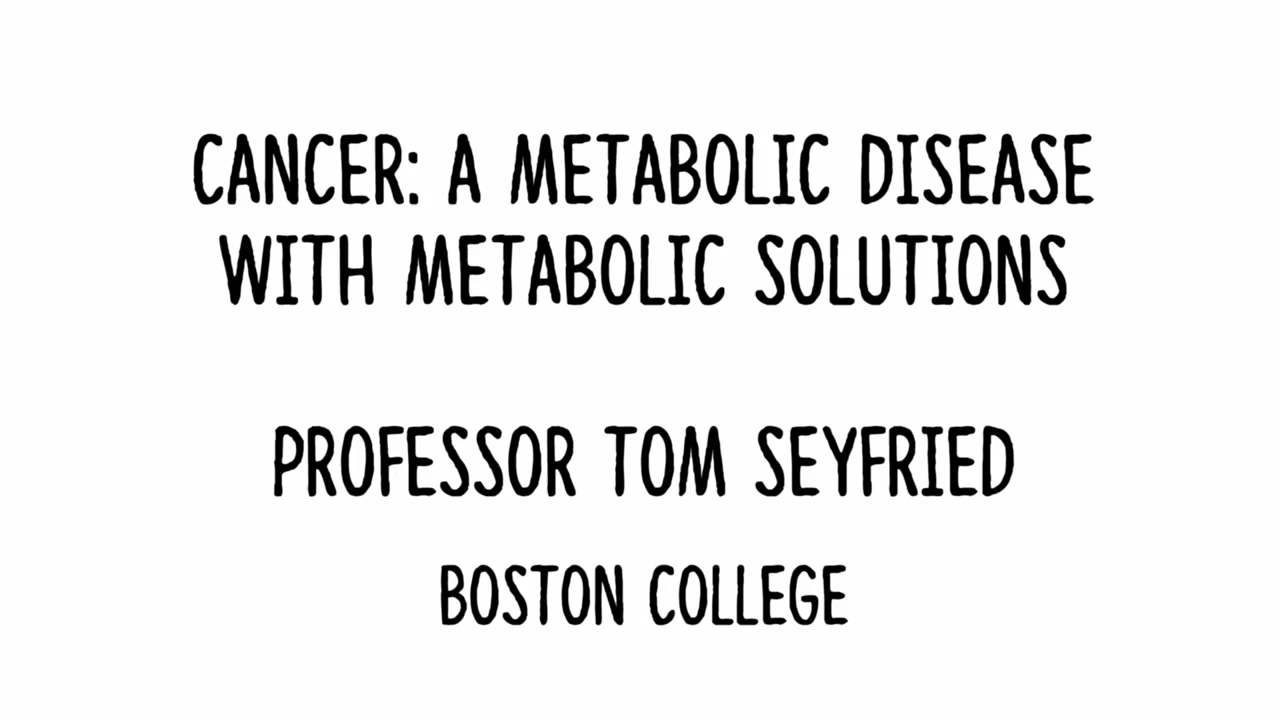 CANCER: A METABOLIC DISEASE
WITH METABOLIC SOLUTIONS
PROFESSOR TOM SEYFRIED
BOSTON COLLEGE